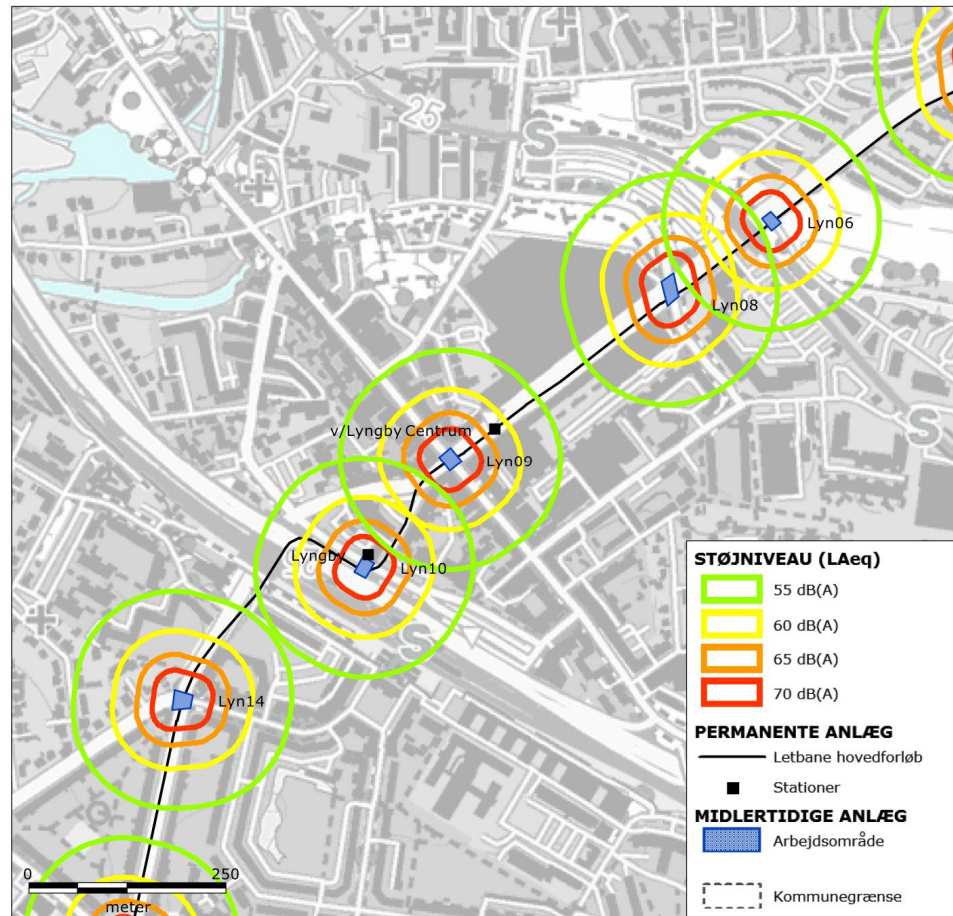 25
S
Lyn06
Lyn08
v/Lyngby Centrum
Lyn09
S
Lyngby
Lyn10
S
Lyn14
STØJNIVEAU (LAeq)
55 dB(A)
60 dB(A)
65 dB(A)
70 dB(A)
PERMANENTE ANLÆG
Letbane hovedforløb
Stationer
MIDLERTIDIGE ANLÆG
Arbejdsområde
Kommunegrænse
0 250
meter